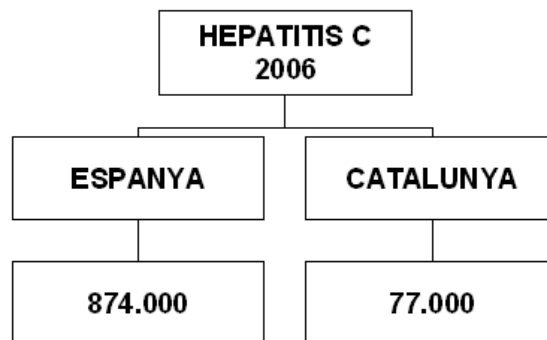 HEPATITIS C
2006
ESPANYA
CATALUNYA
874.000
77.000